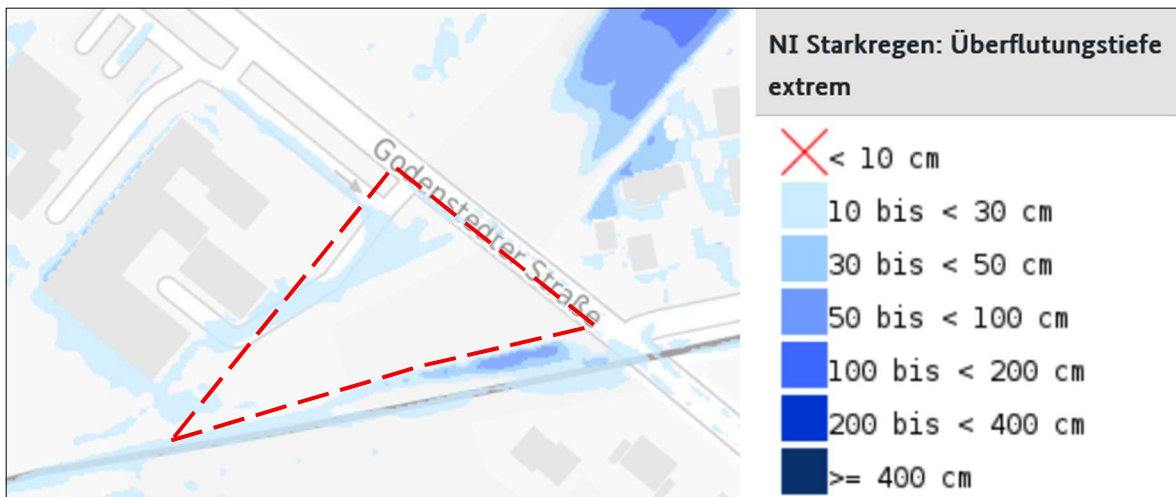 Godenstedter Straße
NI Starkregen: Überflutungstiefe
extrem
< 10 cm
10 bis < 30 cm
30 bis < 50 cm
50 bis < 100 cm
100 bis < 200 cm
200 bis < 400 cm
>= 400 cm